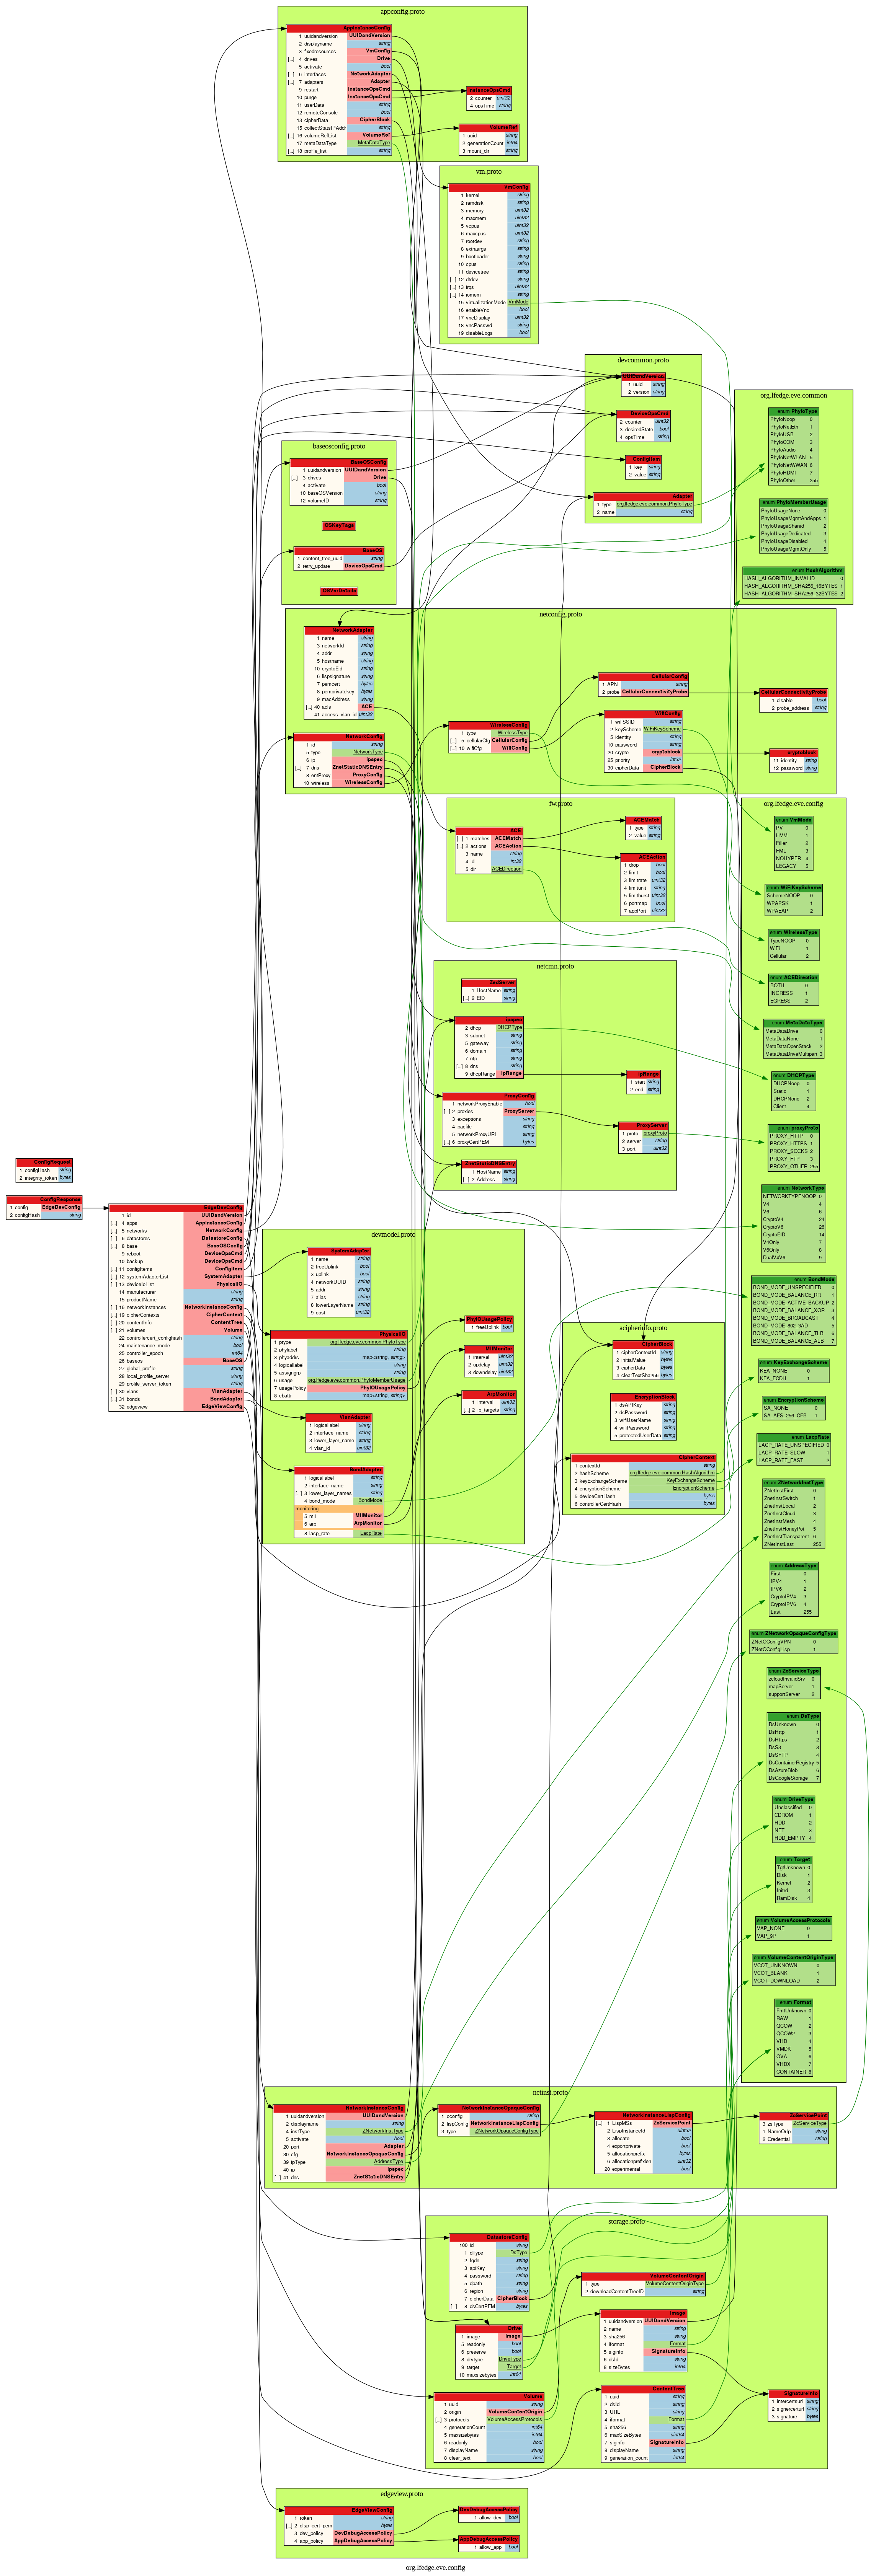 appconfig.proto
AppInstanceConfig
1 uuidandversion UUIDandVersion
2 displayname string
3 fixedresources VmConfig
[...] 4 drives Drive
5 activate bool
[...] 6 interfaces NetworkAdapter
[...] 7 adapters Adapter
9 restart InstanceOpsCmd
10 purge InstanceOpsCmd
11 userData string
12 remoteConsole bool
13 cipherData CipherBlock
15 collectStatsIPAddr string
[...] 16 volumeRefList VolumeRef
17 metaDataType MetaDataType
[...] 18 profile_list string
InstanceOpsCmd
2 counter uint32
4 opsTime string
VolumeRef
1 uuid string
2 generationCount int64
3 mount_dir string
vm.proto
VmConfig
1 kernel string
2 ramdisk string
3 memory uint32
4 maxmem uint32
5 vcpus uint32
6 maxcpus uint32
7 rootdev string
8 extraargs string
9 bootloader string
10 cpus string
11 devicetree string
[...] 12 dtdev string
[...] 13 irqs uint32
[...] 14 iomem string
15 virtualizationMode VmMode
16 enableVnc bool
17 vncDisplay uint32
18 vncPasswd string
19 disableLogs bool
devcommon.proto
UUIDandVersion
1 uuid string
2 version string
DeviceOpsCmd
2 counter uint32
3 desiredState bool
4 opsTime string
ConfigItem
1 key string
2 value string
Adapter
1 type org.lfedge.eve.common.PhyIoType
2 name string
org.lfedge.eve.common
enum PhyIoType
PhyIoNoop 0
PhyIoNetEth 1
PhyIoUSB 2
PhyIoCOM 3
PhyIoAudio 4
PhyIoNetWLAN 5
PhyIoNetWWAN 6
PhyIoHDMI 7
PhyIoOther 255
enum PhyIoMemberUsage
PhyIoUsageNone 0
PhyIoUsageMgmtAndApps 1
PhyIoUsageShared 2
PhyIoUsageDedicated 3
PhyIoUsageDisabled 4
PhyIoUsageMgmtOnly 5
enum HashAlgorithm
HASH_ALGORITHM_INVALID 0
HASH_ALGORITHM_SHA256_16BYTES 1
HASH_ALGORITHM_SHA256_32BYTES 2
baseosconfig.proto
BaseOSConfig
1 uuidandversion UUIDandVersion
[...] 3 drives Drive
4 activate bool
10 baseOSVersion string
12 volumeID string
OSKeyTags
BaseOS
1 content_tree_uuid string
2 retry_update DeviceOpsCmd
OSVerDetails
netconfig.proto
NetworkAdapter
1 name string
3 networkId string
4 addr string
5 hostname string
10 cryptoEid string
6 lispsignature string
7 pemcert bytes
8 pemprivatekey bytes
9 macAddress string
[...] 40 acls ACE
41 access_vlan_id uint32
NetworkConfig
1 id string
5 type NetworkType
6 ip ipspec
[...] 7 dns ZnetStaticDNSEntry
8 entProxy ProxyConfig
10 wireless WirelessConfig
WirelessConfig
1 type WirelessType
[...] 5 cellularCfg CellularConfig
[...] 10 wifiCfg WifiConfig
CellularConfig
1 APN string
2 probe CellularConnectivityProbe
WifiConfig
1 wifiSSID string
2 keyScheme WiFiKeyScheme
5 identity string
10 password string
20 crypto cryptoblock
25 priority int32
30 cipherData CipherBlock
CellularConnectivityProbe
1 disable bool
2 probe_address string
cryptoblock
11 identity string
12 password string
fw.proto
ACE
[...] 1 matches ACEMatch
[...] 2 actions ACEAction
3 name string
4 id int32
5 dir ACEDirection
ACEMatch
1 type string
2 value string
ACEAction
1 drop bool
2 limit bool
3 limitrate uint32
4 limitunit string
5 limitburst uint32
6 portmap bool
7 appPort uint32
netcmn.proto
ZedServer
1 HostName string
[...] 2 EID string
ipspec
2 dhcp DHCPType
3 subnet string
5 gateway string
6 domain string
7 ntp string
[...] 8 dns string
9 dhcpRange ipRange
ipRange
1 start string
2 end string
ProxyConfig
1 networkProxyEnable bool
[...] 2 proxies ProxyServer
3 exceptions string
4 pacfile string
5 networkProxyURL string
[...] 6 proxyCertPEM bytes
ProxyServer
1 proto proxyProto
2 server string
3 port uint32
ZnetStaticDNSEntry
1 HostName string
[...] 2 Address string
ConfigRequest
1 configHash string
2 integrity_token bytes
ConfigResponse
1 config EdgeDevConfig
2 configHash string
EdgeDevConfig
1 id UUIDandVersion
[...] 4 apps AppInstanceConfig
[...] 5 networks NetworkConfig
[...] 6 datastores DatastoreConfig
[...] 8 base BaseOSConfig
9 reboot DeviceOpsCmd
10 backup DeviceOpsCmd
[...] 11 configItems ConfigItem
[...] 12 systemAdapterList SystemAdapter
[...] 13 deviceIoList PhysicalIO
14 manufacturer string
15 productName string
[...] 16 networkInstances NetworkInstanceConfig
[...] 19 cipherContexts CipherContext
[...] 20 contentInfo ContentTree
[...] 21 volumes Volume
22 controllercert_confighash string
24 maintenance_mode bool
25 controller_epoch int64
26 baseos BaseOS
27 global_profile string
28 local_profile_server string
29 profile_server_token string
[...] 30 vlans VlanAdapter
[...] 31 bonds BondAdapter
32 edgeview EdgeViewConfig
devmodel.proto
SystemAdapter
1 name string
2 freeUplink bool
3 uplink bool
4 networkUUID string
5 addr string
7 alias string
8 lowerLayerName string
9 cost uint32
PhysicalIO
1 ptype org.lfedge.eve.common.PhyIoType
2 phylabel string
3 phyaddrs map<string, string>
4 logicallabel string
5 assigngrp string
6 usage org.lfedge.eve.common.PhyIoMemberUsage
7 usagePolicy PhyIOUsagePolicy
8 cbattr map<string, string>
VlanAdapter
1 logicallabel string
2 interface_name string
3 lower_layer_name string
4 vlan_id uint32
BondAdapter
1 logicallabel string
2 interface_name string
[...] 3 lower_layer_names string
4 bond_mode BondMode
monitoring
5 mii MIIMonitor
6 arp ArpMonitor
9 lacp_rate LacpRate
PhyIOUsagePolicy
1 freeUplink bool
MIIMonitor
1 interval uint32
2 updelay uint32
3 downdelay uint32
ArpMonitor
1 interval uint32
[...] 2 ip_targets string
acipherinfo.proto
CipherBlock
1 cipherContextId string
2 initialValue bytes
3 cipherData bytes
4 clearTextSha256 bytes
EncryptionBlock
1 dsAPIKey string
2 dsPassword string
3 wifiUserName string
4 wifiPassword string
5 protectedUserData string
CipherContext
1 contextId string
2 hashScheme org.lfedge.eve.common.HashAlgorithm
3 keyExchangeScheme KeyExchangeScheme
4 encryptionScheme EncryptionScheme
5 deviceCertHash bytes
6 controllerCertHash bytes
org.lfedge.eve.config
enum VmMode
PV 0
HVM 1
Filler 2
FML 3
NOHYPER 4
LEGACY 5
enum WiFiKeyScheme
SchemeNOOP 0
WPAPSK 1
WPAEAP 2
enum WirelessType
TypeNOOP 0
WiFi 1
Cellular 2
enum ACEDirection
BOTH 0
INGRESS 1
EGRESS 2
enum MetaDataType
MetaDataDrive 0
MetaDataNone 1
MetaDataOpenStack 2
MetaDataDriveMultipart 3
enum DHCPType
DHCPNoop 0
Static 1
DHCPNone 2
Client 4
enum proxyProto
PROXY_HTTP 0
PROXY_HTTPS 1
PROXY_SOCKS 2
PROXY_FTP 3
PROXY_OTHER 255
enum NetworkType
NETWORKTYPENOOP 0
V4 4
V6 6
CryptoV4 24
CryptoV6 26
CryptoEID 14
V4Only 7
V6Only 8
DualV4V6 9
enum BondMode
BOND_MODE_UNSPECIFIED 0
BOND_MODE_BALANCE_RR 1
BOND_MODE_ACTIVE_BACKUP 2
BOND_MODE_BALANCE_XOR 3
BOND_MODE_BROADCAST 4
BOND_MODE_802_3AD 5
BOND_MODE_BALANCE_TLB 6
BOND_MODE_BALANCE_ALB 7
enum KeyExchangeScheme
KEA_NONE 0
KEA_ECDH 1
enum EncryptionScheme
SA_NONE 0
SA_AES_256_CFB 1
enum LacpRate
LACP_RATE_UNSPECIFIED 0
LACP_RATE_SLOW 1
LACP_RATE_FAST 2
enum ZNetworkInstType
ZNetInstFirst 0
ZnetInstSwitch 1
ZnetInstLocal 2
ZnetInstCloud 3
ZnetInstMesh 4
ZnetInstHoneyPot 5
ZnetInstTransparent 6
ZNetInstLast 255
enum AddressType
First 0
IPV4 1
IPV6 2
CryptoIPV4 3
CryptoIPV6 4
Last 255
enum ZNetworkOpaqueConfigType
ZNetOConfigVPN 0
ZNetOConfigLisp 1
enum ZcServiceType
zcloudInvalidSrv 0
mapServer 1
supportServer 2
enum DsType
DsUnknown 0
DsHttp 1
DsHttps 2
DsS3 3
DsSFTP 4
DsContainerRegistry 5
DsAzureBlob 6
DsGoogleStorage 7
enum DriveType
Unclassified 0
CDROM 1
HDD 2
NET 3
HDD_EMPTY 4
enum Target
TgtUnknown 0
Disk 1
Kernel 2
Initrd 3
RamDisk 4
enum VolumeAccessProtocols
VAP_NONE 0
VAP_9P 1
enum VolumeContentOriginType
VCOT_UNKNOWN 0
VCOT_BLANK 1
VCOT_DOWNLOAD 2
enum Format
FmtUnknown 0
RAW 1
QCOW 2
QCOW2 3
VHD 4
VMDK 5
OVA 6
VHDX 7
CONTAINER 8
netinst.proto
NetworkInstanceConfig
1 uuidandversion UUIDandVersion
2 displayname string
4 instType ZNetworkInstType
5 activate bool
20 port Adapter
30 cfg NetworkInstanceOpaqueConfig
39 ipType AddressType
40 ip ipspec
[...] 41 dns ZnetStaticDNSEntry
NetworkInstanceOpaqueConfig
1 oconfig string
2 lispConfig NetworkInstanceLispConfig
3 type ZNetworkOpaqueConfigType
NetworkInstanceLispConfig
[...] 1 LispMSs ZcServicePoint
2 LispInstanceId uint32
3 allocate bool
4 exportprivate bool
5 allocationprefix bytes
6 allocationprefixlen uint32
20 experimental bool
ZcServicePoint
3 zsType ZcServiceType
1 NameOrIp string
2 Credential string
storage.proto
DatastoreConfig
100 id string
1 dType DsType
2 fqdn string
3 apiKey string
4 password string
5 dpath string
6 region string
7 cipherData CipherBlock
[...] 8 dsCertPEM bytes
Drive
1 image Image
5 readonly bool
6 preserve bool
8 drvtype DriveType
9 target Target
10 maxsizebytes int64
Volume
1 uuid string
2 origin VolumeContentOrigin
[...] 3 protocols VolumeAccessProtocols
4 generationCount int64
5 maxsizebytes int64
6 readonly bool
7 displayName string
8 clear_text bool
VolumeContentOrigin
1 type VolumeContentOriginType
2 downloadContentTreeID string
Image
1 uuidandversion UUIDandVersion
2 name string
3 sha256 string
4 iformat Format
5 siginfo SignatureInfo
6 dsId string
8 sizeBytes int64
ContentTree
1 uuid string
2 dsId string
3 URL string
4 iformat Format
5 sha256 string
6 maxSizeBytes uint64
7 siginfo SignatureInfo
8 displayName string
9 generation_count int64
SignatureInfo
1 intercertsurl string
2 signercerturl string
3 signature bytes
edgeview.proto
EdgeViewConfig
1 token string
[...] 2 disp_cert_pem bytes
3 dev_policy DevDebugAccessPolicy
4 app_policy AppDebugAccessPolicy
DevDebugAccessPolicy
1 allow_dev bool
AppDebugAccessPolicy
1 allow_app bool
org.lfedge.eve.config